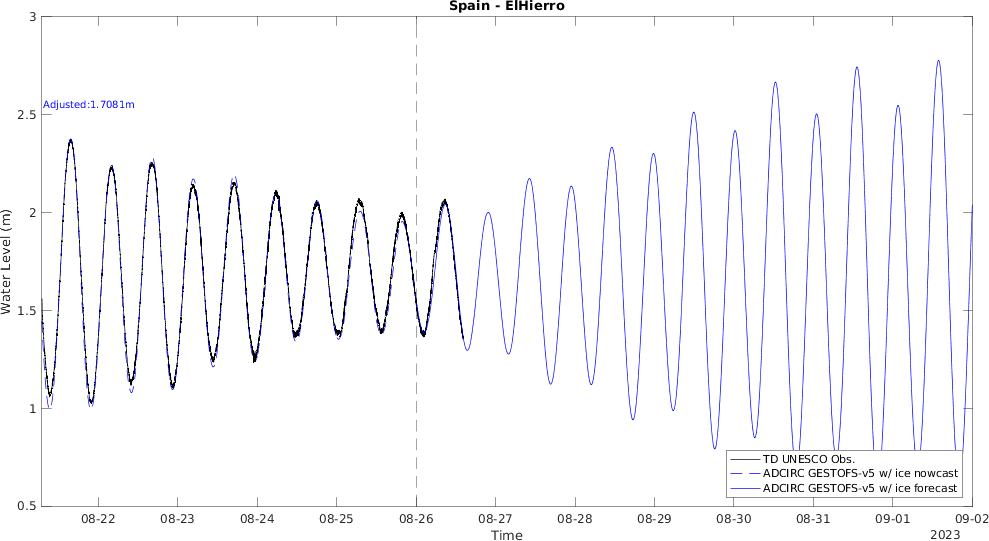 Spain - ElHierro
3
Adjusted:1.7081m
2.5
2
1.5
1
0.5
Water Level (m)
TD UNESCO Obs.
ADCIRC GESTOFS-v5 w/ ice nowcast
ADCIRC GESTOFS-v5 w/ ice forecast
08-22 08-23 08-24 08-25 08-26 08-27 08-28 08-29 08-30 08-31 09-01 09-02
Time
2023